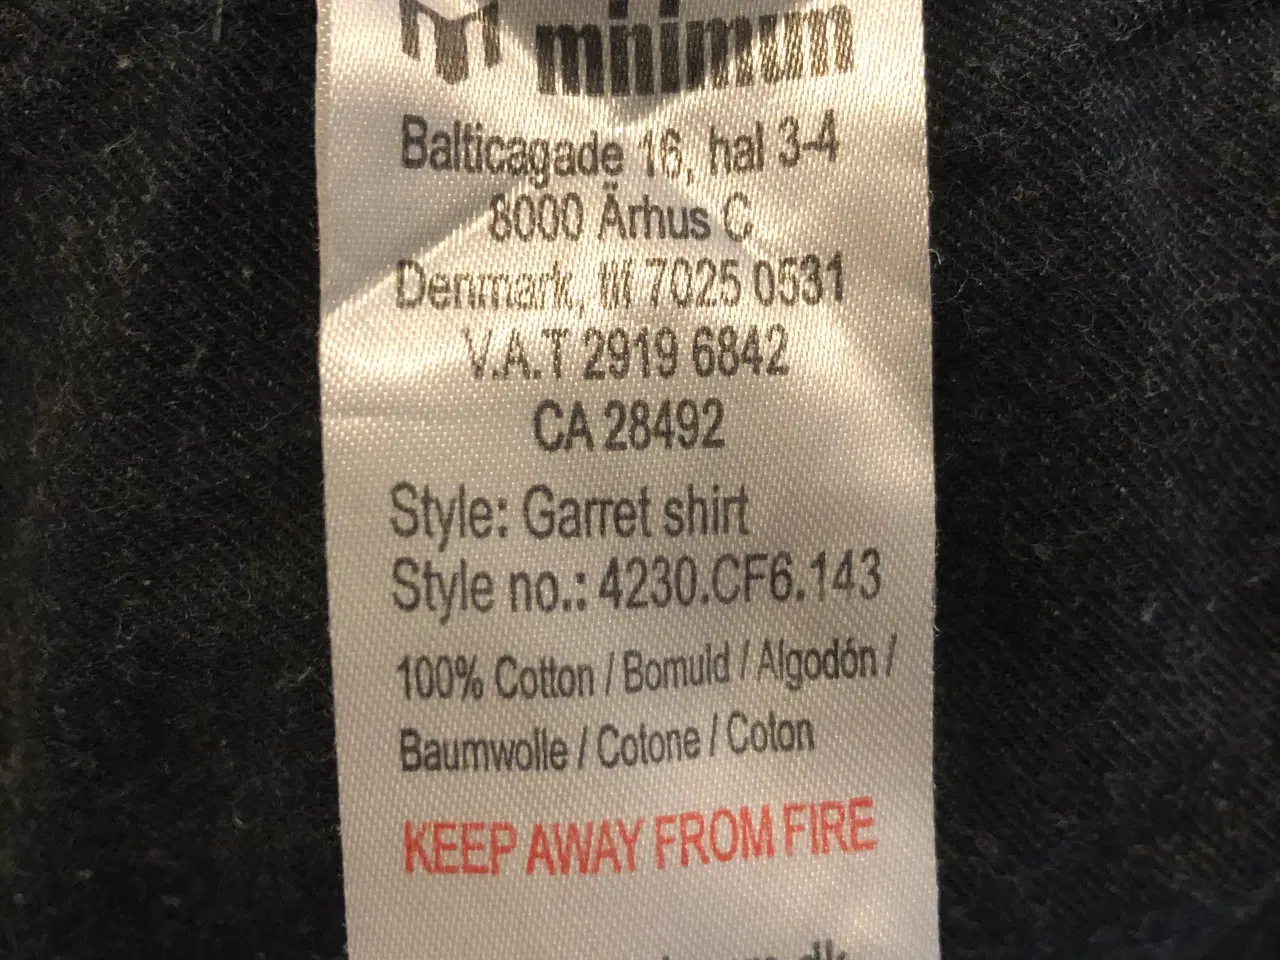 minimum
Balticagade 16, hal 3-4
8000 Århus C
Denmark, tlf 7025 0531
V.A.T 2919 6842
CA 28492
Style: Garret shirt
Style no.: 4230.CF6.143
100% Cotton / Bomuld / Algodón /
Baumwolle / Cotone / Coton
KEEP AWAY FROM FIRE